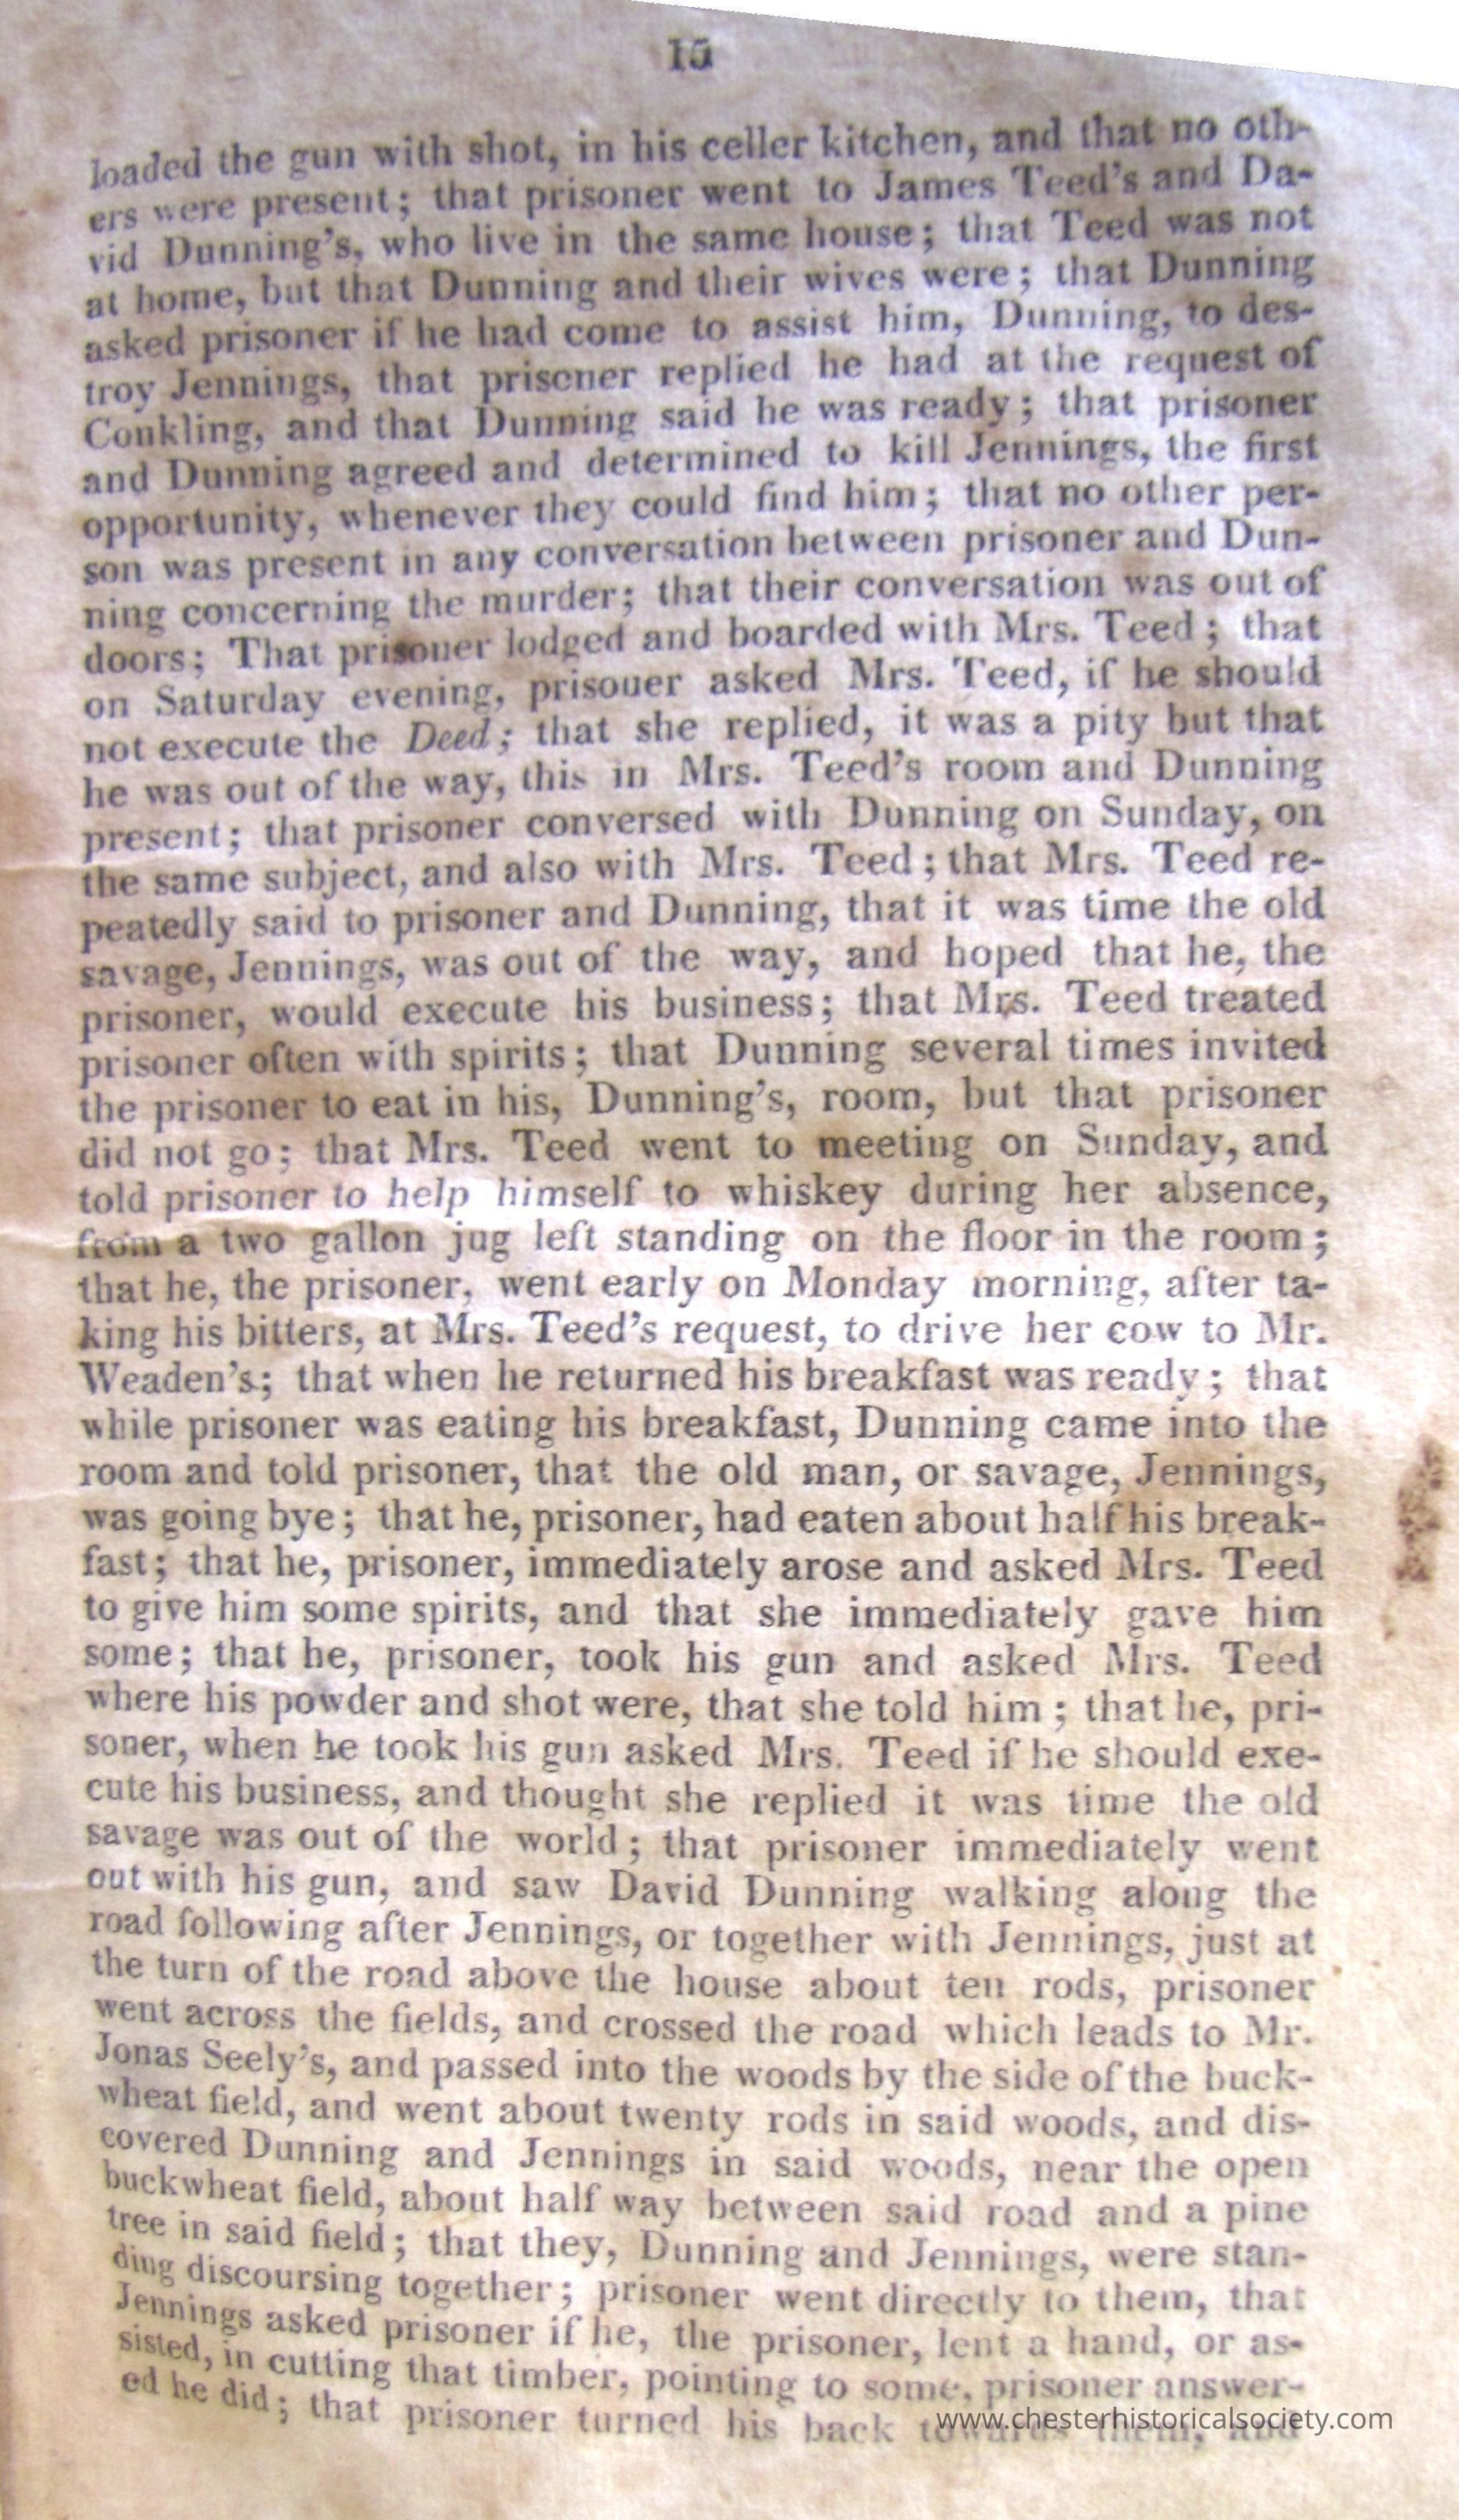 15
loaded the gun with shot, in his celler kitchen, and that no oth-
ers were present; that prisoner went to James Teed's and Da-
vid Dunning's, who live in the same house; that Teed was not
at home, but that Dunning and their wives were; that Dunning
asked prisoner if he had come to assist him, Dunning, to des-
troy Jennings, that prisoner replied he had at the request of
Conkling, and that Dunning said he was ready; that prisoner
and Dunning agreed and determined to kill Jennings, the first
opportunity, whenever they could find him; that no other per-
son was present in any conversation between prisoner and Dun-
ning concerning the murder; that their conversation was out of
doors; That prisoner lodged and boarded with Mrs. Teed; that
on Saturday evening, prisoner asked Mrs. Teed, if he should
not execute the Deed; that she replied, it was a pity but that
he was out of the way, this in Mrs. Teed's room and Dunning
present; that prisoner conversed with Dunning on Sunday, on
the same subject, and also with Mrs. Teed; that Mrs. Teed re-
peatedly said to prisoner and Dunning, that it was time the old
savage, Jennings, was out of the way, and hoped that he, the
prisoner, would execute his business; that Mrs. Teed treated
prisoner often with spirits; that Dunning several times invited
the prisoner to eat in his, Dunning's, room, but that prisoner
did not go; that Mrs. Teed went to meeting on Sunday, and
told prisoner to help himself to whiskey during her absence,
from a two gallon jug left standing on the floor in the room;
that he, the prisoner, went early on Monday morning, after ta-
king his bitters, at Mrs. Teed's request, to drive her cow to Mr.
Weaden's; that when he returned his breakfast was ready; that
while prisoner was eating his breakfast, Dunning came into the
room and told prisoner, that the old man, or savage, Jennings,
was going bye; that he, prisoner, had eaten about half his break-
fast; that he, prisoner, immediately arose and asked Mrs. Teed
to give him some spirits, and that she immediately gave him
some; that he, prisoner, took his gun and asked Mrs. Teed
where his powder and shot were, that she told him; that he, pri-
soner, when he took his gun asked Mrs. Teed if he should exe-
cute his business, and thought she replied it was time the old
savage was out of the world; that prisoner immediately went
out with his gun, and saw David Dunning walking along the
road following after Jennings, or together with Jennings, just at
the turn of the road above the house about ten rods, prisoner
went across the fields, and crossed the road which leads to Mr.
Jonas Seely's, and passed into the woods by the side of the buck-
wheat field, and went about twenty rods in said woods, and dis-
covered Dunning and Jennings in said woods, near the open
buckwheat field, about half way between said road and a pine
tree in said field; that they, Dunning and Jennings, were stan-
ding discoursing together; prisoner went directly to them, that
Jennings asked prisoner if he, the prisoner, lent a hand, or as-
sisted, in cutting that timber, pointing to some, prisoner answer-
ed he did; that prisoner turned his back towards them, and
www.chesterhistoricalsociety.com